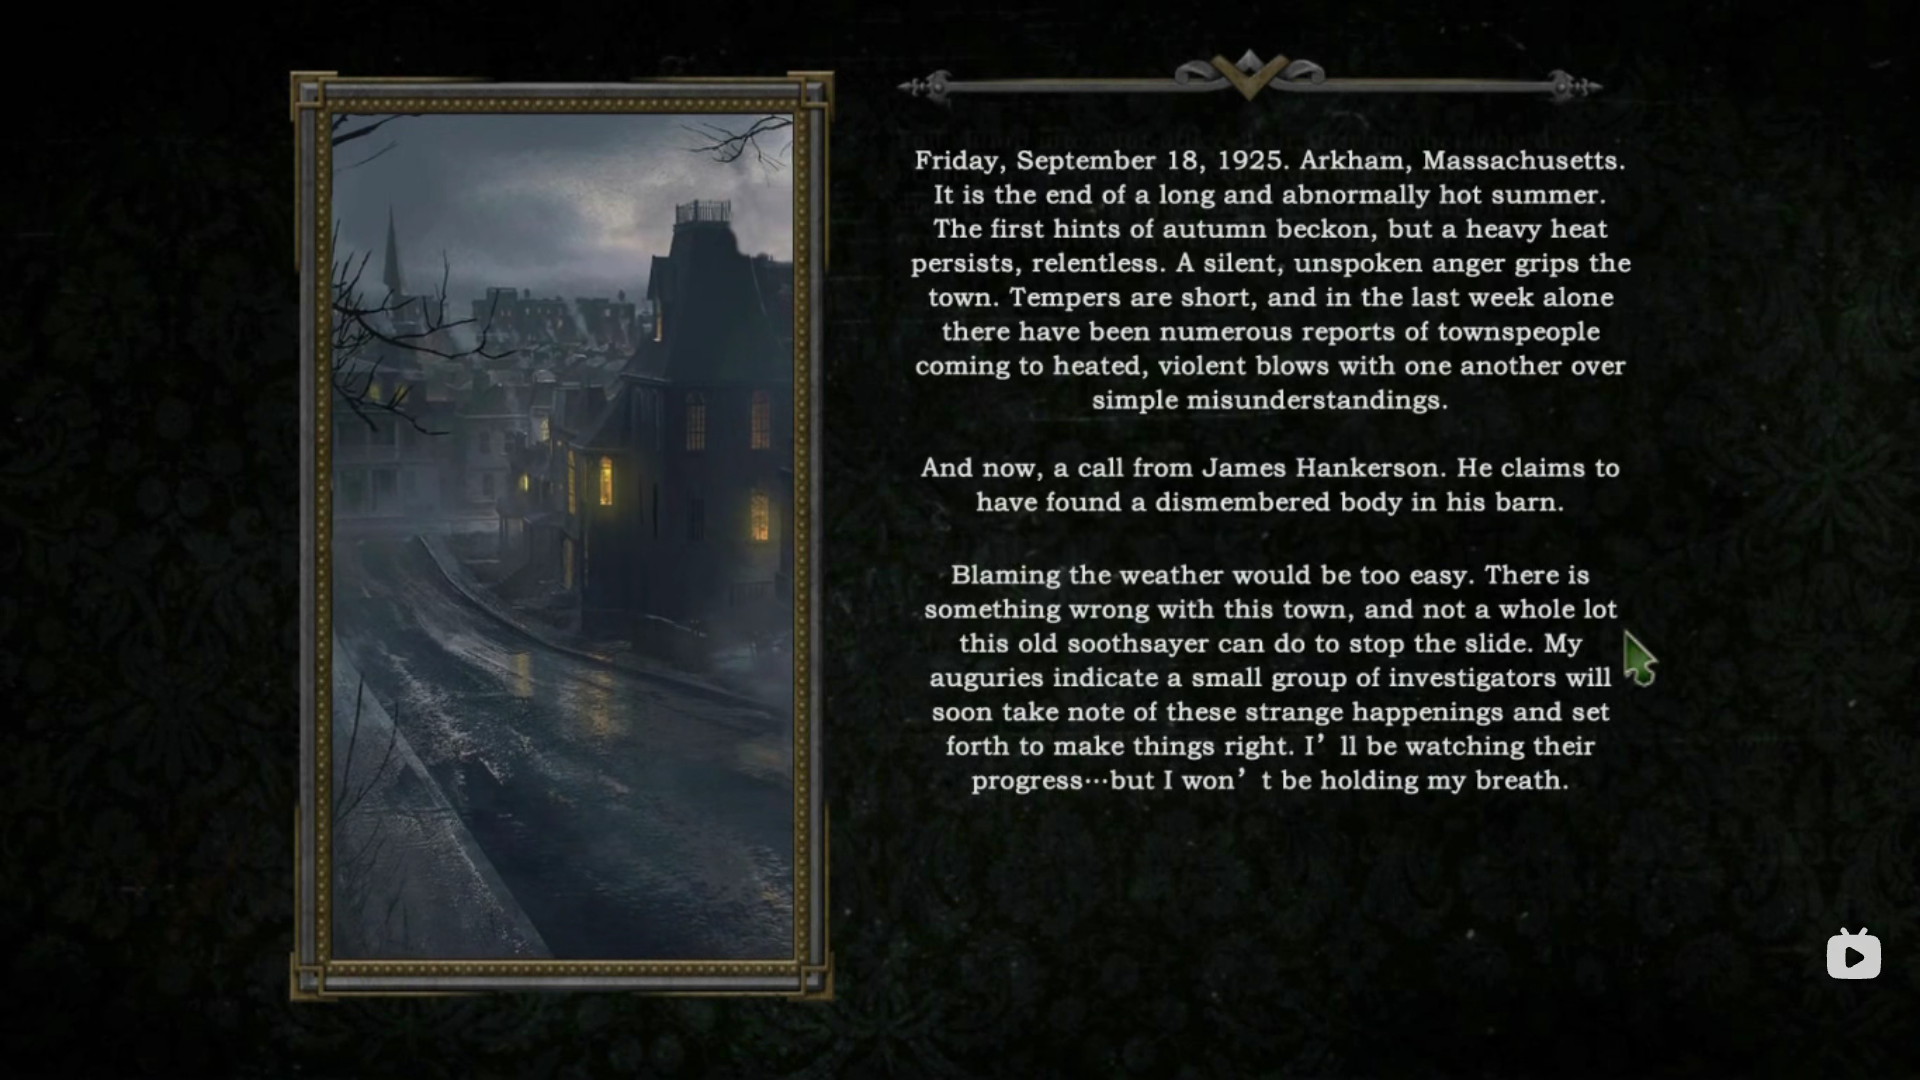 Friday, September 18, 1925. Arkham, Massachusetts.
It is the end of a long and abnormally hot summer.
The first hints of autumn beckon, but a heavy heat
persists, relentless. A silent, unspoken anger grips the
town. Tempers are short, and in the last week alone
there have been numerous reports of townspeople
coming to heated, violent blows with one another over
simple misunderstandings.
And now, a call from James Hankerson. He claims to
have found a dismembered body in his barn.
Blaming the weather would be too easy. There is
something wrong with this town, and not a whole lot
this old soothsayer can do to stop the slide. My
auguries indicate a small group of investigators will
soon take note of these strange happenings and set
forth to make things right. I’ll be watching their
progress…but I won’t be holding my breath.